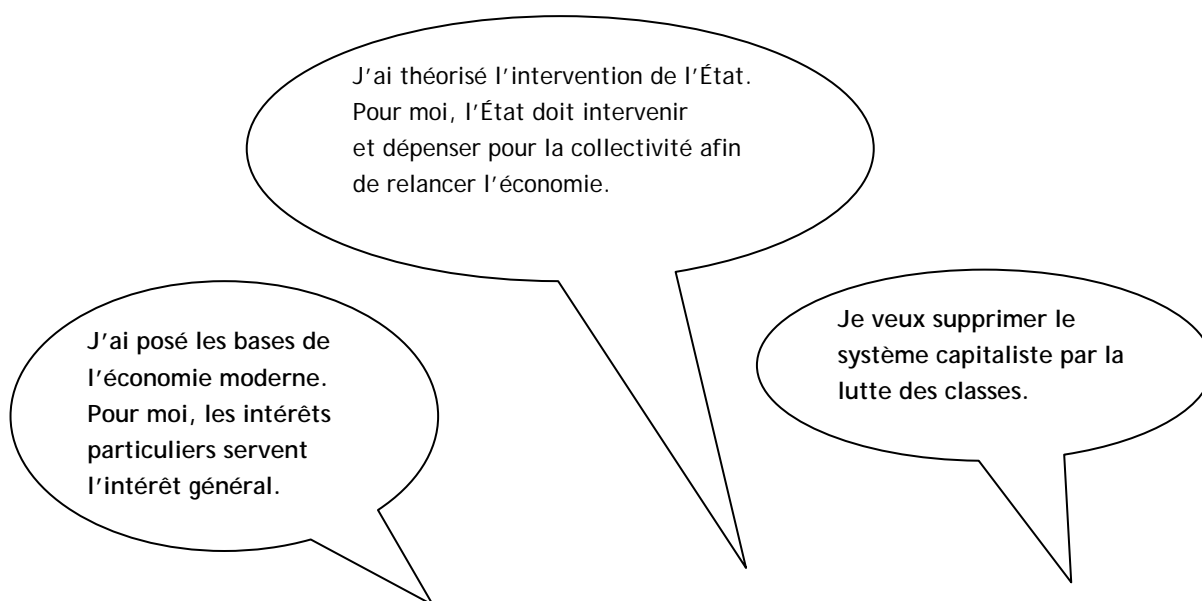 J'ai théorisé l'intervention de l'État.
Pour moi, l'État doit intervenir
et dépenser pour la collectivité afin
de relancer l'économie.
J'ai posé les bases de
l'économie moderne.
Pour moi, les intérêts
particuliers servent
l'intérêt général.
Je veux supprimer le
système capitaliste par la
lutte des classes.